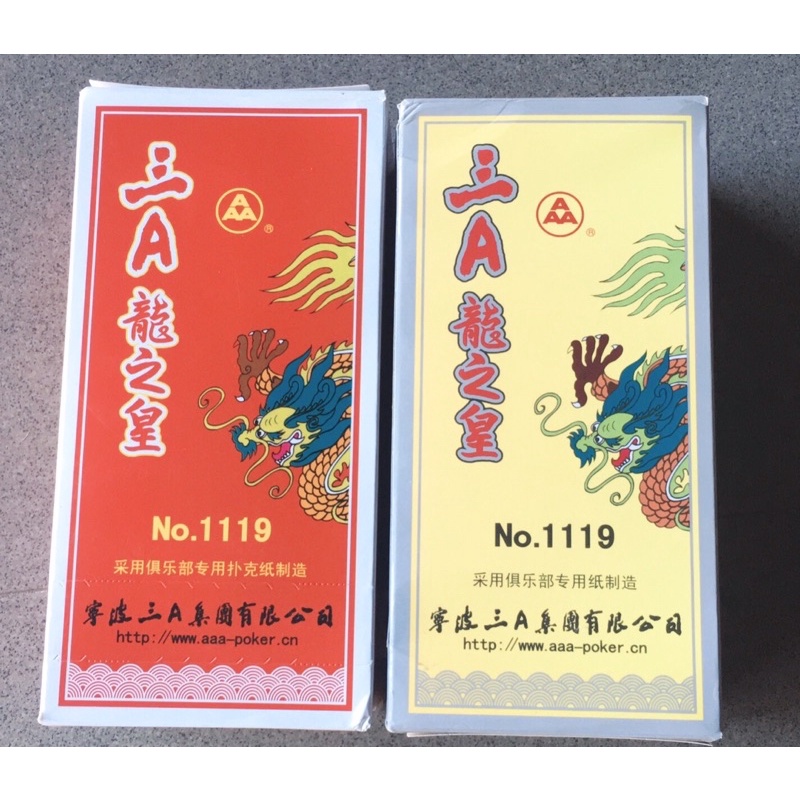 三A龍之皇
AAA
®
No.1119
采用俱乐部专用扑克纸制造
寧波三A集團有限公司
http://www.aaa-poker.cn
三A龍之皇
AAA
®
No.1119
采用俱乐部专用纸制造
寧波三A集團有限公司
http://www.aaa-poker.cn